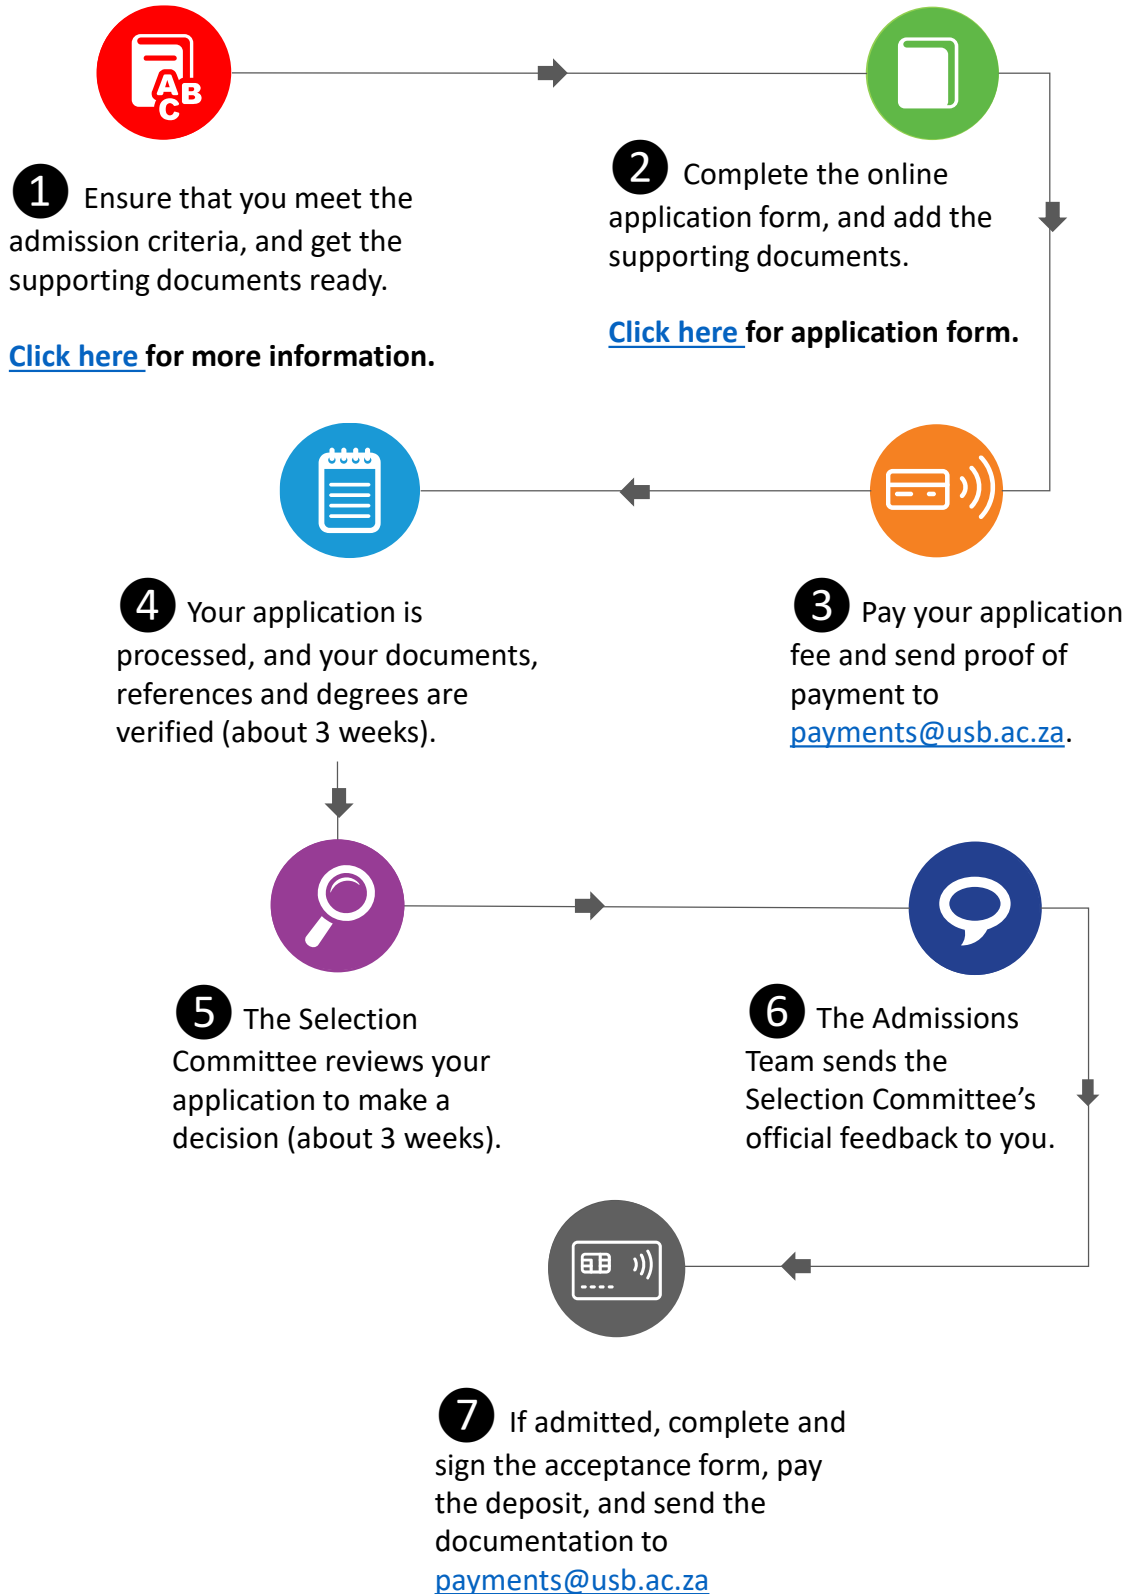 A
B
C
1 Ensure that you meet the
admission criteria, and get the
supporting documents ready.
Click here for more information.
2 Complete the online
application form, and add the
supporting documents.
Click here for application form.
3 Pay your application
fee and send proof of
payment to
payments@usb.ac.za.
4 Your application is
processed, and your documents,
references and degrees are
verified (about 3 weeks).
5 The Selection
Committee reviews your
application to make a
decision (about 3 weeks).
6 The Admissions
Team sends the
Selection Committee’s
official feedback to you.
7 If admitted, complete and
sign the acceptance form, pay
the deposit, and send the
documentation to
payments@usb.ac.za